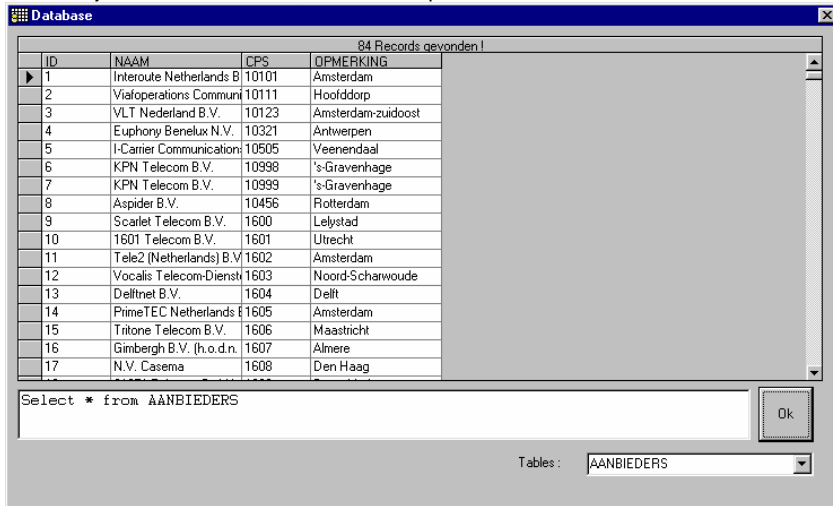 Database
84 Records gevonden !
ID NAAM CPS OPMERKING
1 Interoute Netherlands B 10101 Amsterdam
2 Viafoperations Communi 10111 Hoofddorp
3 VLT Nederland B.V. 10123 Amsterdam-zuidoost
4 Euphony Benelux N.V. 10321 Antwerpen
5 I-Carrier Communication 10505 Veenendaal
6 KPN Telecom B.V. 10998 's-Gravenhage
7 KPN Telecom B.V. 10999 's-Gravenhage
8 Aspider B.V. 10456 Rotterdam
9 Scarlet Telecom B.V. 1600 Lelystad
10 1601 Telecom B.V. 1601 Utrecht
11 Tele2 (Netherlands) B.V 1602 Amsterdam
12 Vocalis Telecom-Dienst 1603 Noord-Scharwoude
13 Delftnet B.V. 1604 Delft
14 PrimeTEC Netherlands 1605 Amsterdam
15 Tritone Telecom B.V. 1606 Maastricht
16 Gimbergh B.V. (h.o.d.n. 1607 Almere
17 N.V. Casema 1608 Den Haag
Select * from AANBIEDERS
Ok
Tables : AANBIEDERS